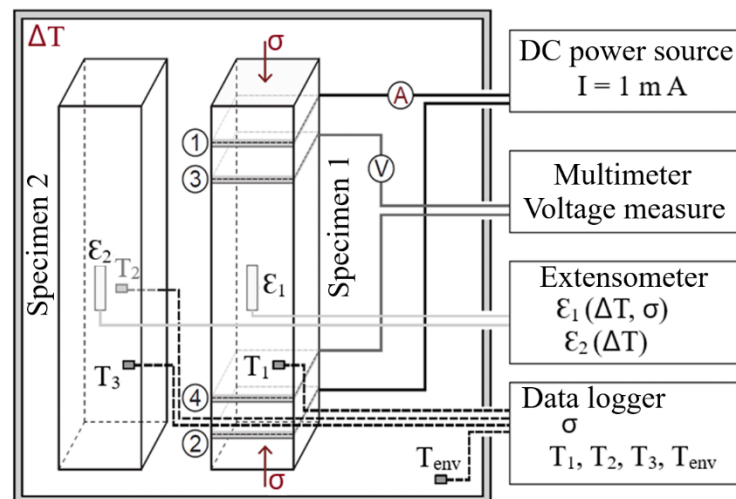 ΔT
σ
DC power source
I = 1 m A
A
1
3
V
Multimeter
Voltage measure
Specimen 2
Specimen 1
ε2
T2
ε1
Extensometer
ε1 (ΔT, σ)
ε2 (ΔT)
T3
T1
4
2
Data logger
σ
T1, T2, T3, Tenv
Tenv
σ